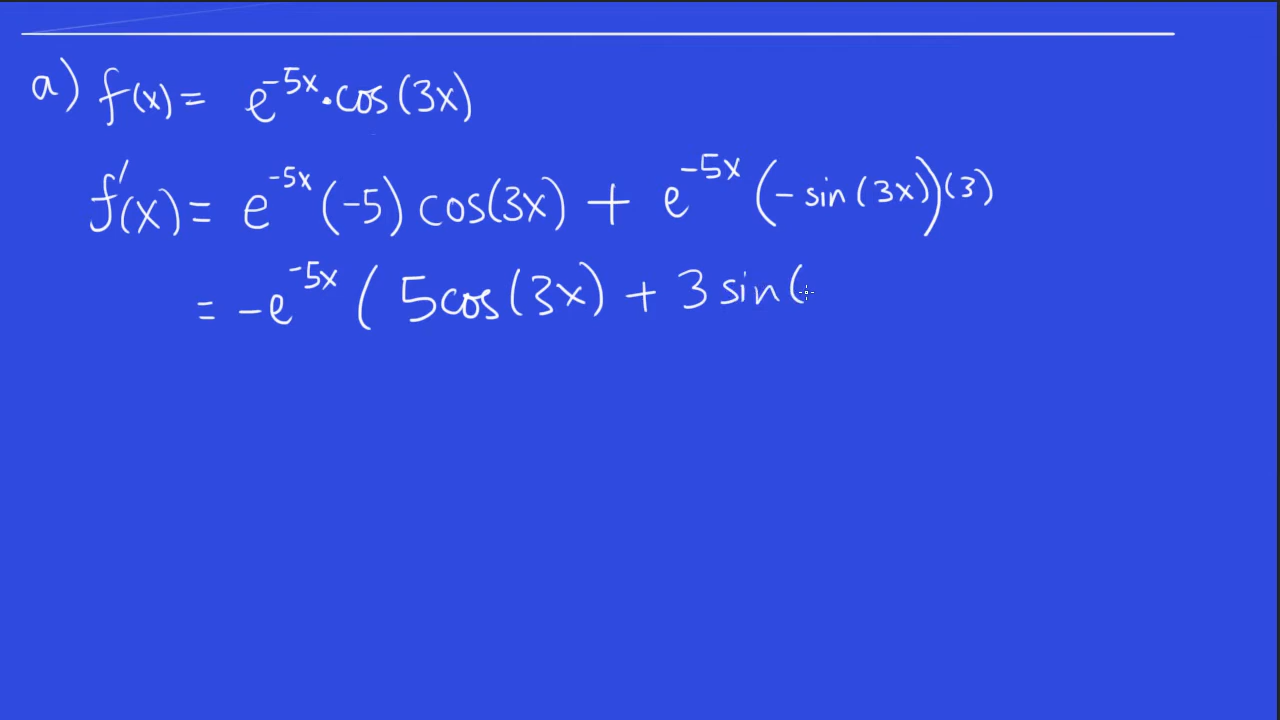 a) f(x) = e^{-5x} · cos(3x)
f'(x) = e^{-5x} (-5) cos(3x) + e^{-5x} (- sin(3x))(3)
= -e^{-5x} ( 5cos(3x) + 3 sin(